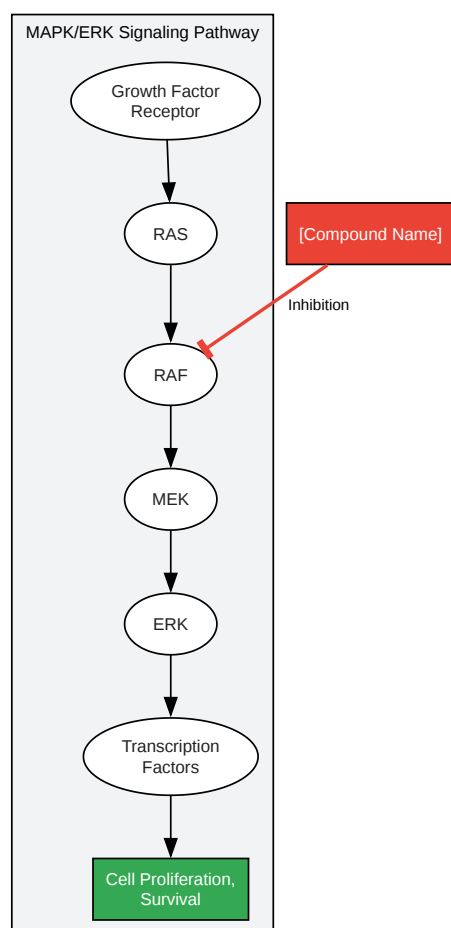 MAPK/ERK Signaling Pathway
Growth Factor
Receptor
RAS
[Compound Name]
Inhibition
RAF
MEK
ERK
Transcription
Factors
Cell Proliferation,
Survival